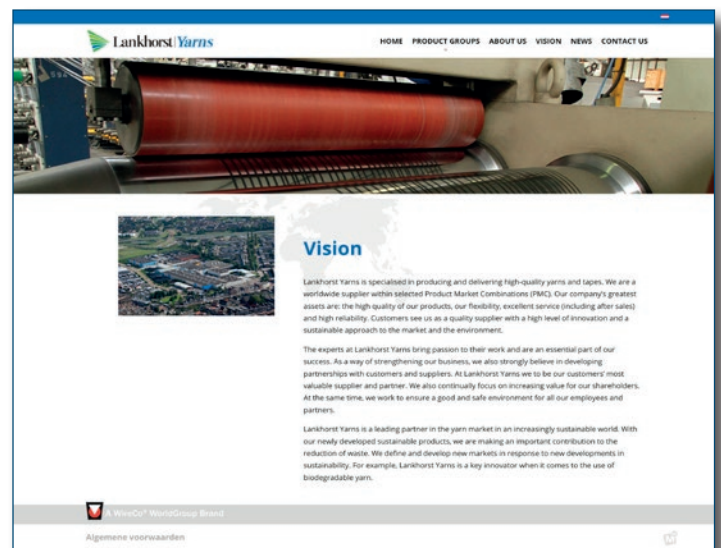 Lankhorst Yarns
HOME PRODUCT GROUPS ABOUT US VISION NEWS CONTACT US
594
Vision
Lankhorst Yarns is specialised in producing and delivering high-quality yarns and tapes. We are a
worldwide supplier within selected Product Market Combinations (PMC). Our company's greatest
assets are: the high quality of our products, our flexibility, excellent service (including after sales)
and high reliability. Customers see us as a quality supplier with a high level of innovation and a
sustainable approach to the market and the environment.
The experts at Lankhorst Yarns bring passion to their work and are an essential part of our
success. As a way of strengthening our business, we also strongly believe in developing
partnerships with customers and suppliers. At Lankhorst Yarns we to be our customers' most
valuable supplier and partner. We also continually focus on increasing value for our shareholders.
At the same time, we work to ensure a good and safe environment for all our employees and
partners.
Lankhorst Yarns is a leading partner in the yarn market in an increasingly sustainable world. With
our newly developed sustainable products, we are making an important contribution to the
reduction of waste. We define and develop new markets in response to new developments in
sustainability. For example, Lankhorst Yarns is a key innovator when it comes to the use of
biodegradable yarn.
A WireCo® WorldGroup Brand
Algemene voorwaarden